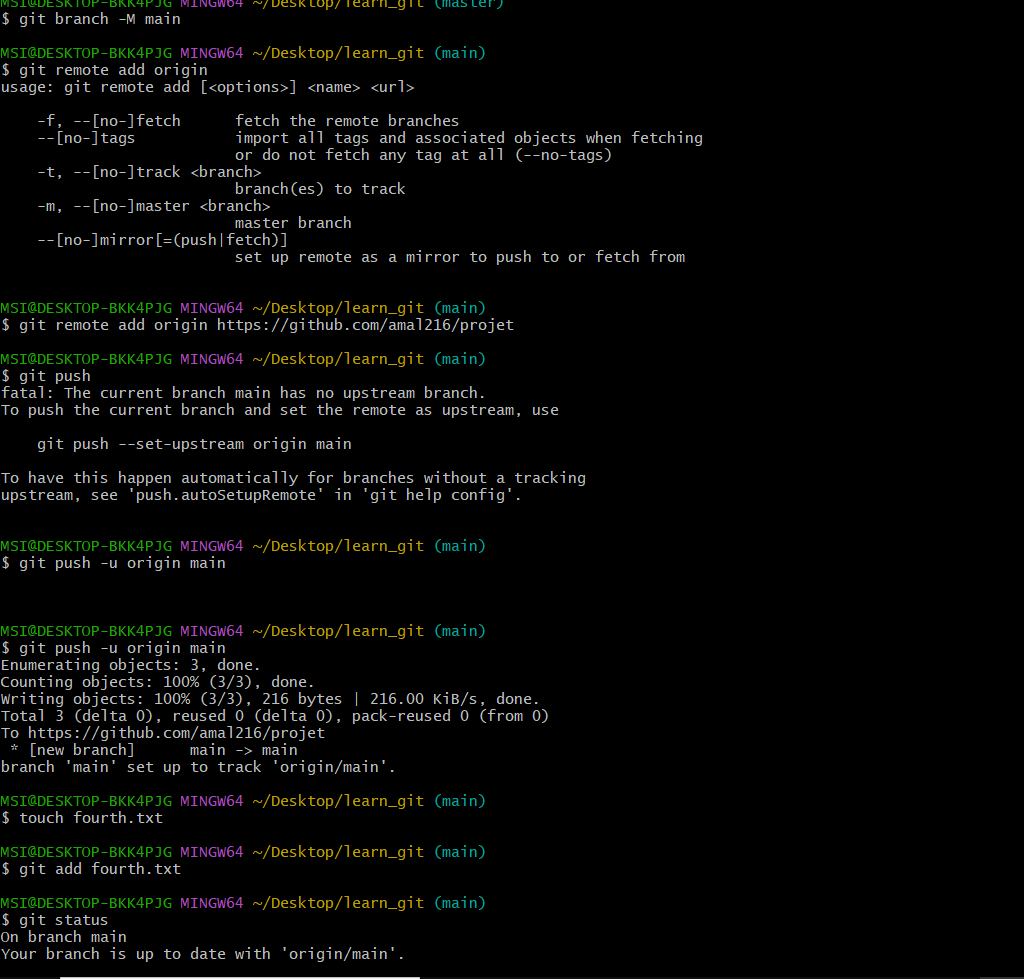 MSI@DESKTOP-BKK4PJG MINGW64 ~/Desktop/learn_git (master)
$ git branch -M main

MSI@DESKTOP-BKK4PJG MINGW64 ~/Desktop/learn_git (main)
$ git remote add origin
usage: git remote add [<options>] <name> <url>

    -f, --[no-]fetch      fetch the remote branches
    --[no-]tags           import all tags and associated objects when fetching
                          or do not fetch any tag at all (--no-tags)
    -t, --[no-]track <branch>
                          branch(es) to track
    -m, --[no-]master <branch>
                          master branch
    --[no-]mirror[=(push|fetch)]
                          set up remote as a mirror to push to or fetch from

MSI@DESKTOP-BKK4PJG MINGW64 ~/Desktop/learn_git (main)
$ git remote add origin https://github.com/amal216/projet

MSI@DESKTOP-BKK4PJG MINGW64 ~/Desktop/learn_git (main)
$ git push
fatal: The current branch main has no upstream branch.
To push the current branch and set the remote as upstream, use

    git push --set-upstream origin main

To have this happen automatically for branches without a tracking
upstream, see 'push.autoSetupRemote' in 'git help config'.

MSI@DESKTOP-BKK4PJG MINGW64 ~/Desktop/learn_git (main)
$ git push -u origin main

MSI@DESKTOP-BKK4PJG MINGW64 ~/Desktop/learn_git (main)
$ git push -u origin main
Enumerating objects: 3, done.
Counting objects: 100% (3/3), done.
Writing objects: 100% (3/3), 216 bytes | 216.00 KiB/s, done.
Total 3 (delta 0), reused 0 (delta 0), pack-reused 0 (from 0)
To https://github.com/amal216/projet
 * [new branch]      main -> main
branch 'main' set up to track 'origin/main'.

MSI@DESKTOP-BKK4PJG MINGW64 ~/Desktop/learn_git (main)
$ touch fourth.txt

MSI@DESKTOP-BKK4PJG MINGW64 ~/Desktop/learn_git (main)
$ git add fourth.txt

MSI@DESKTOP-BKK4PJG MINGW64 ~/Desktop/learn_git (main)
$ git status
On branch main
Your branch is up to date with 'origin/main'.